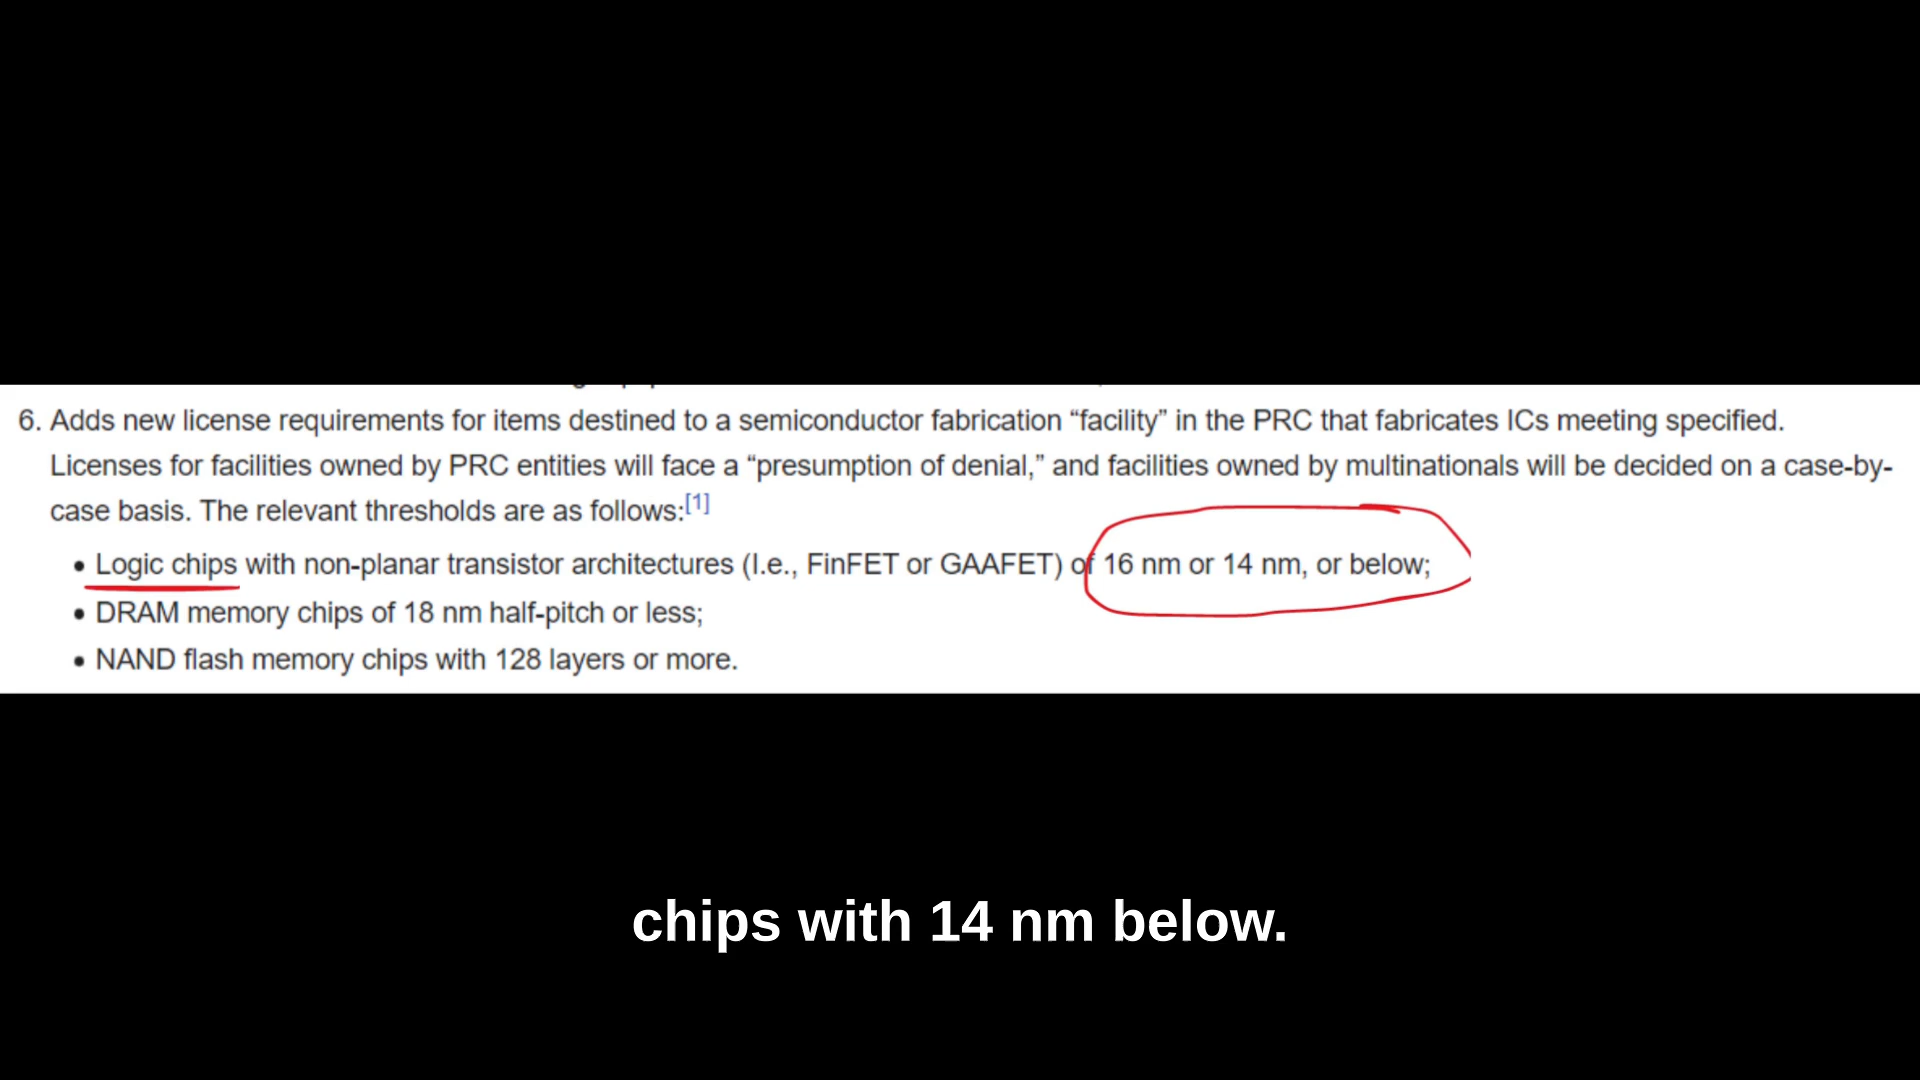 6. Adds new license requirements for items destined to a semiconductor fabrication “facility” in the PRC that fabricates ICs meeting specified.
Licenses for facilities owned by PRC entities will face a “presumption of denial,” and facilities owned by multinationals will be decided on a case-by-
case basis. The relevant thresholds are as follows:[1]
• Logic chips with non-planar transistor architectures (I.e., FinFET or GAAFET) of 16 nm or 14 nm, or below;
• DRAM memory chips of 18 nm half-pitch or less;
• NAND flash memory chips with 128 layers or more.
chips with 14 nm below.